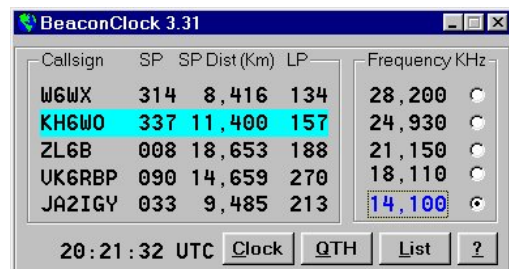 BeaconClock 3.31
Callsign SP SP Dist (Km) LP Frequency KHz
W6WX 314 8,416 134 28,200
KH6WO 337 11,400 157 24,930
ZL6B 008 18,653 188 21,150
VK6RBP 090 14,659 270 18,110
JA2IGY 033 9,485 213 14,100
20:21:32 UTC Clock QTH List ?